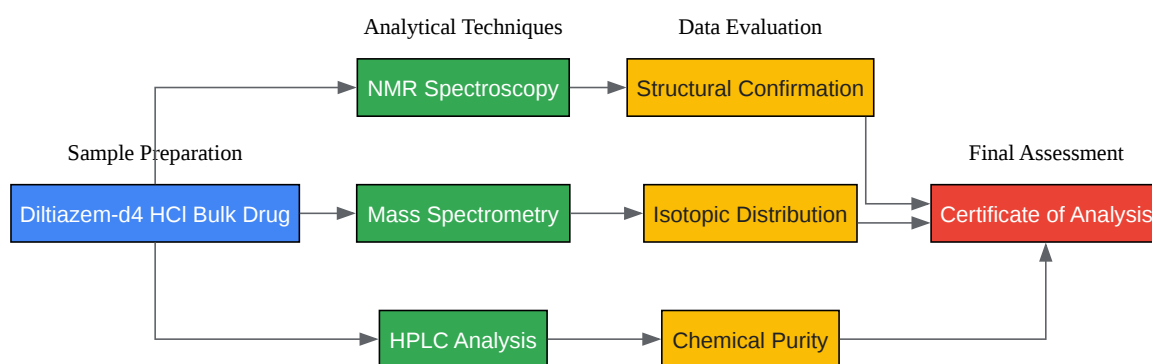 Analytical Techniques
Data Evaluation
NMR Spectroscopy
Structural Confirmation
Sample Preparation
Final Assessment
Diltiazem-d4 HCl Bulk Drug
Mass Spectrometry
Isotopic Distribution
Certificate of Analysis
HPLC Analysis
Chemical Purity